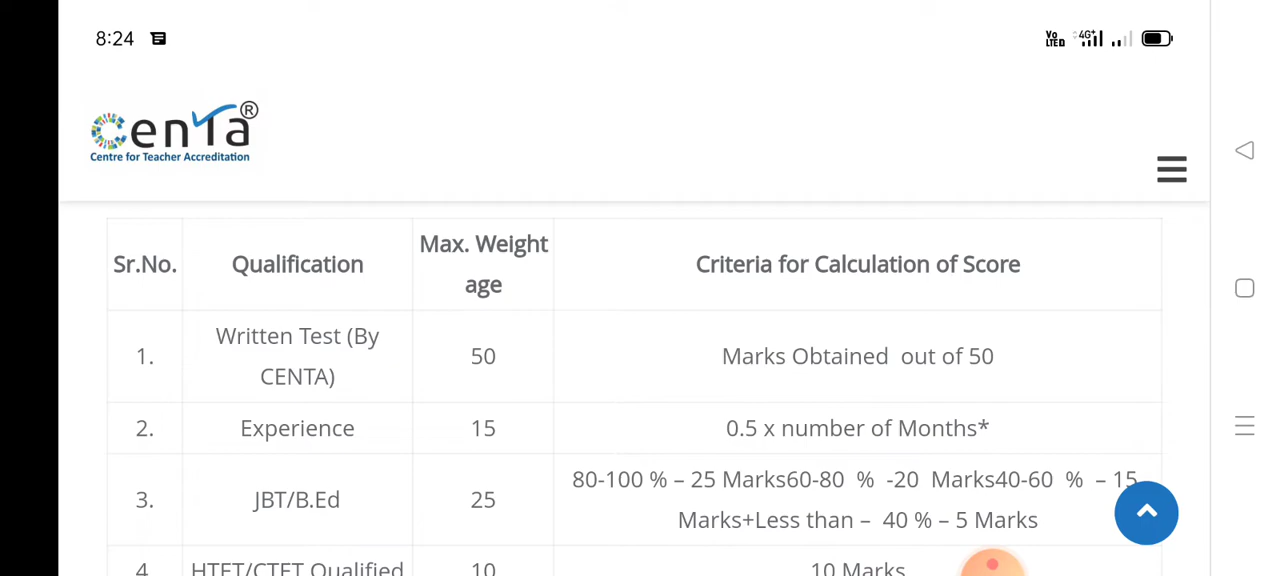 8:24
Vo LTED 4G+
CenTa®
Centre for Teacher Accreditation
Sr.No. Qualification Max. Weight age Criteria for Calculation of Score
1. Written Test (By CENTA) 50 Marks Obtained out of 50
2. Experience 15 0.5 x number of Months*
3. JBT/B.Ed 25 80-100 % – 25 Marks60-80 % -20 Marks40-60 % – 15
Marks+Less than – 40 % – 5 Marks
4. HTET/CTET Qualified 10 10 Marks